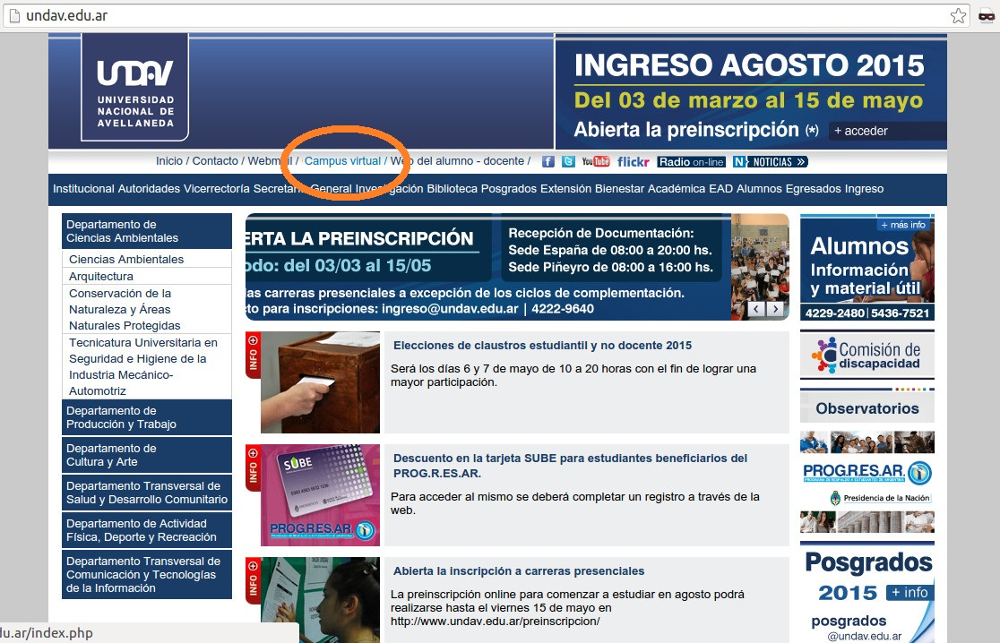 undav.edu.ar
UNDAV
UNIVERSIDAD
NACIONAL DE
AVELLANEDA
INGRESO AGOSTO 2015
Del 03 de marzo al 15 de mayo
Abierta la preinscripción (*) + acceder
Inicio / Contacto / Webmail / Campus virtual / Web del alumno - docente / f t YouTube flickr Radio on-line N NOTICIAS »
Institucional Autoridades Vicerrectoría Secretaría General Investigación Biblioteca Posgrados Extensión Bienestar Académica EAD Alumnos Egresados Ingreso
Departamento de
Ciencias Ambientales
Ciencias Ambientales
Arquitectura
Conservación de la
Naturaleza y Áreas
Naturales Protegidas
Tecnicatura Universitaria en
Seguridad e Higiene de la
Industria Mecánico-
Automotriz
Departamento de
Producción y Trabajo
Departamento de
Cultura y Arte
Departamento Transversal de
Salud y Desarrollo Comunitario
Departamento de Actividad
Física, Deporte y Recreación
Departamento Transversal de
Comunicación y Tecnologías
de la Información
ERTA LA PREINSCRIPCIÓN
odo: del 03/03 al 15/05
Recepción de Documentación:
Sede España de 08:00 a 20:00 hs.
Sede Piñeyro de 08:00 a 16:00 hs.
las carreras presenciales a excepción de los ciclos de complementación.
cto para inscripciones: ingreso@undav.edu.ar | 4222-9640
INFO
Elecciones de claustros estudiantil y no docente 2015
Será los días 6 y 7 de mayo de 10 a 20 horas con el fin de lograr una
mayor participación.
INFO
SUBE
PROGRESAR
Descuento en la tarjeta SUBE para estudiantes beneficiarios del
PROG.R.ES.AR.
Para acceder al mismo se deberá completar un registro a través de la
web.
INFO
Abierta la inscripción a carreras presenciales
La preinscripción online para comenzar a estudiar en agosto podrá
realizarse hasta el viernes 15 de mayo en
http://www.undav.edu.ar/preinscripcion/
+ más info
Alumnos
Información
y material útil
4229-2480 | 5436-7521
Comisión de
discapacidad
Observatorios
PROG.R.ES.AR.
PROGRAMA DE RESPALDO A ESTUDIANTES DE ARGENTINA
Presidencia de la Nación
Posgrados
2015 + info
posgrados
@undav.edu.ar
du.ar/index.php